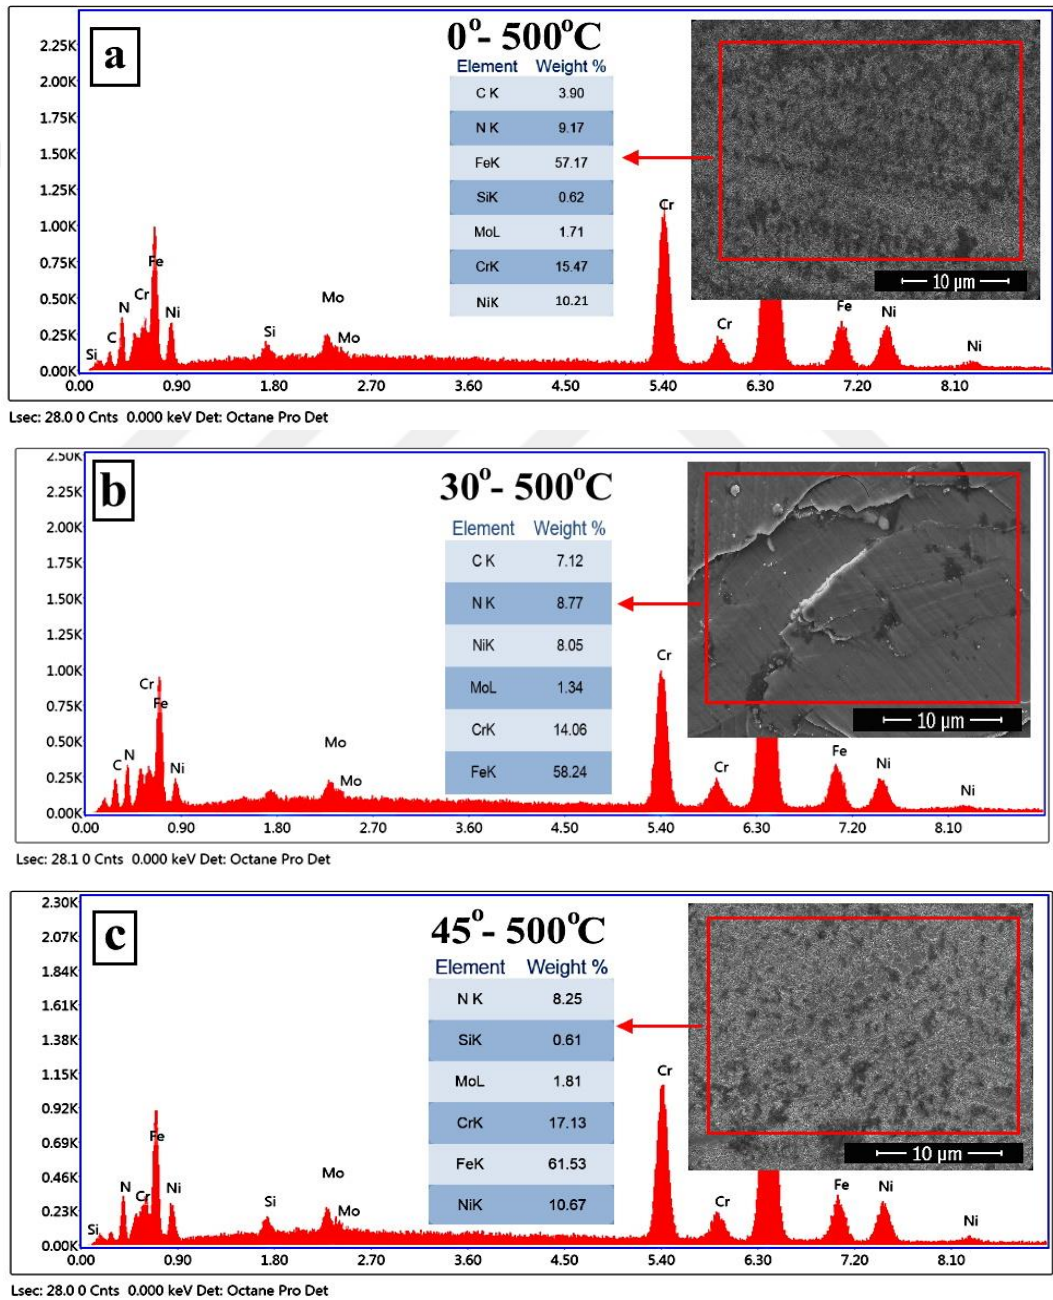 a
0°- 500°C
Element Weight %
C K 3.90
N K 9.17
FeK 57.17
SiK 0.62
MoL 1.71
CrK 15.47
NiK 10.21
10 µm
2.25K
2.00K
1.75K
1.50K
1.25K
1.00K
0.75K
0.50K
0.25K
0.00K
Si
C
N
Cr
Fe
Ni
Si
Mo
Mo
Cr
Cr
Fe
Ni
Ni
0.00 0.90 1.80 2.70 3.60 4.50 5.40 6.30 7.20 8.10
Lsec: 28.0 0 Cnts 0.000 keV Det: Octane Pro Det
b
30°- 500°C
Element Weight %
C K 7.12
N K 8.77
NiK 8.05
MoL 1.34
CrK 14.06
FeK 58.24
10 µm
2.50K
2.25K
2.00K
1.75K
1.50K
1.25K
1.00K
0.75K
0.50K
0.25K
0.00K
C
N
Cr
Fe
Ni
Mo
Mo
Cr
Cr
Fe
Ni
Ni
0.00 0.90 1.80 2.70 3.60 4.50 5.40 6.30 7.20 8.10
Lsec: 28.1 0 Cnts 0.000 keV Det: Octane Pro Det
c
45°- 500°C
Element Weight %
N K 8.25
SiK 0.61
MoL 1.81
CrK 17.13
FeK 61.53
NiK 10.67
10 µm
2.30K
2.07K
1.84K
1.61K
1.38K
1.15K
0.92K
0.69K
0.46K
0.23K
0.00K
Si
N
Cr
Fe
Ni
Si
Mo
Mo
Cr
Cr
Fe
Ni
Ni
0.00 0.90 1.80 2.70 3.60 4.50 5.40 6.30 7.20 8.10
Lsec: 28.0 0 Cnts 0.000 keV Det: Octane Pro Det